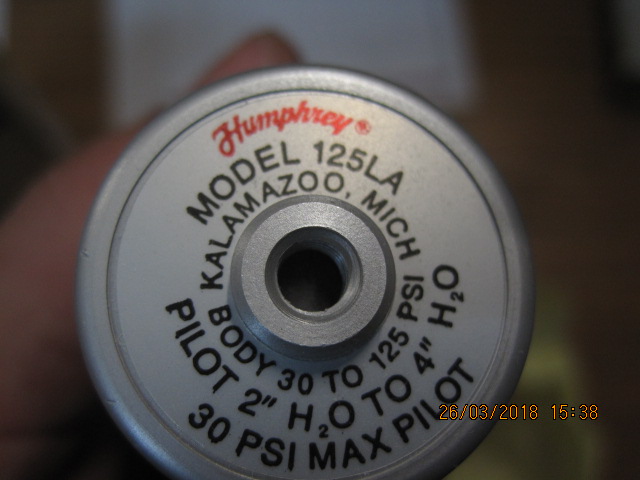 Humphrey®
MODEL 125LA
KALAMAZOO, MICH
BODY 30 TO 125 PSI
PILOT 2" H₂O TO 4" H₂O
30 PSI MAX PILOT
26/03/2018 15:38